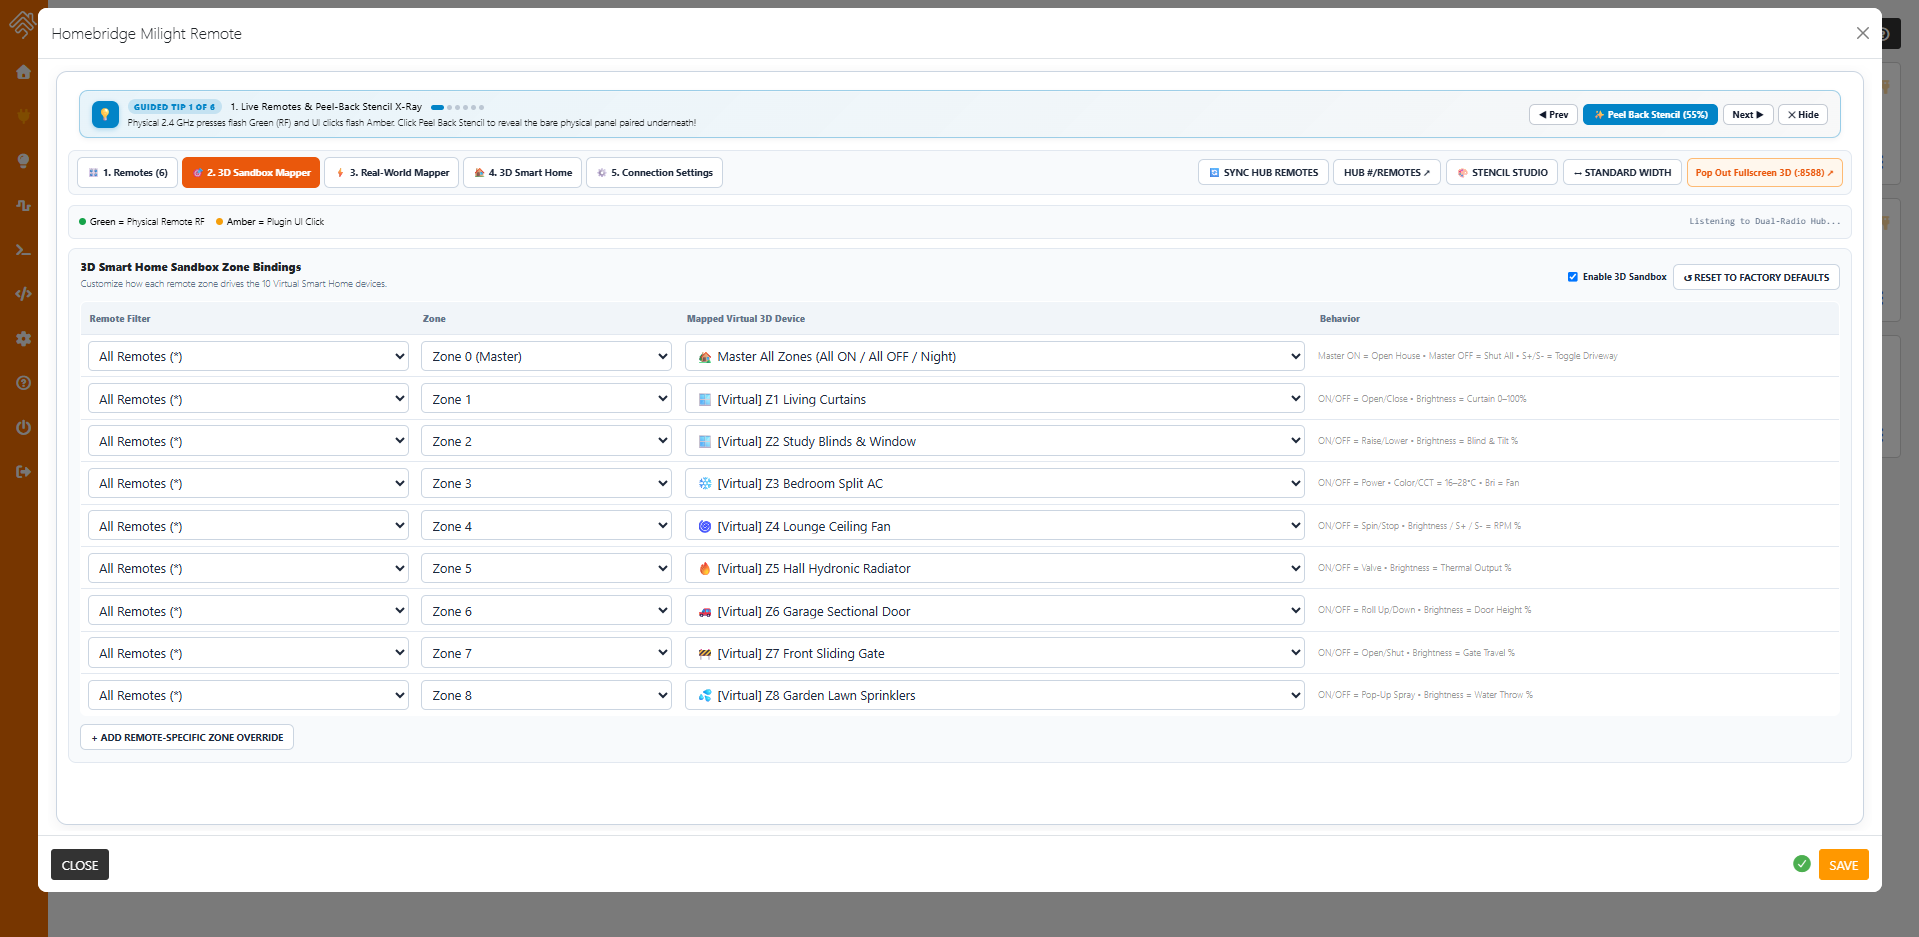 Homebridge Milight Remote
GUIDED TIP 1 OF 6 1. Live Remotes & Peel-Back Stencil X-Ray
Physical 2.4 GHz presses flash Green (RF) and UI clicks flash Amber. Click Peel Back Stencil to reveal the bare physical panel paired underneath!
◀ Prev ✨ Peel Back Stencil (55%) Next ▶ ✕ Hide
1. Remotes (6) 2. 3D Sandbox Mapper 3. Real-World Mapper 4. 3D Smart Home 5. Connection Settings
SYNC HUB REMOTES HUB #/REMOTES ↗ STENCIL STUDIO ↔ STANDARD WIDTH Pop Out Fullscreen 3D (:8588) ↗
Green = Physical Remote RF Amber = Plugin UI Click
Listening to Dual-Radio Hub...
3D Smart Home Sandbox Zone Bindings
Customize how each remote zone drives the 10 Virtual Smart Home devices.
Enable 3D Sandbox ↺ RESET TO FACTORY DEFAULTS
Remote Filter Zone Mapped Virtual 3D Device Behavior
All Remotes (*) Zone 0 (Master) Master All Zones (All ON / All OFF / Night) Master ON = Open House • Master OFF = Shut All • S+/S- = Toggle Driveway
All Remotes (*) Zone 1 [Virtual] Z1 Living Curtains ON/OFF = Open/Close • Brightness = Curtain 0–100%
All Remotes (*) Zone 2 [Virtual] Z2 Study Blinds & Window ON/OFF = Raise/Lower • Brightness = Blind & Tilt %
All Remotes (*) Zone 3 [Virtual] Z3 Bedroom Split AC ON/OFF = Power • Color/CCT = 16–28°C • Bri = Fan
All Remotes (*) Zone 4 [Virtual] Z4 Lounge Ceiling Fan ON/OFF = Spin/Stop • Brightness / S+ / S- = RPM %
All Remotes (*) Zone 5 [Virtual] Z5 Hall Hydronic Radiator ON/OFF = Valve • Brightness = Thermal Output %
All Remotes (*) Zone 6 [Virtual] Z6 Garage Sectional Door ON/OFF = Roll Up/Down • Brightness = Door Height %
All Remotes (*) Zone 7 [Virtual] Z7 Front Sliding Gate ON/OFF = Open/Shut • Brightness = Gate Travel %
All Remotes (*) Zone 8 [Virtual] Z8 Garden Lawn Sprinklers ON/OFF = Pop-Up Spray • Brightness = Water Throw %
+ ADD REMOTE-SPECIFIC ZONE OVERRIDE
CLOSE
SAVE